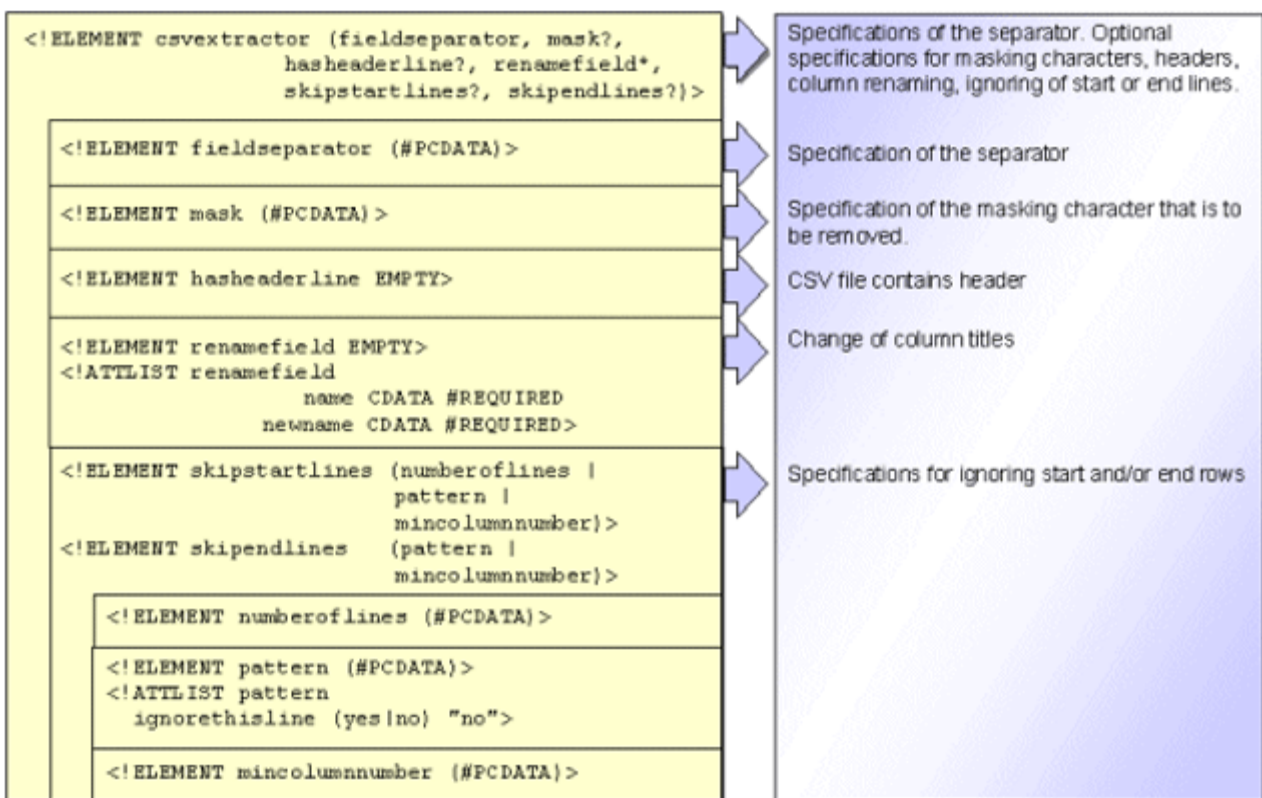 <!ELEMENT csvextractor (fieldseparator, mask?,
hasheaderline?, renamefield*,
skipstartlines?, skipendlines?)>
Specifications of the separator. Optional
specifications for masking characters, headers,
column renaming, ignoring of start or end lines.
<!ELEMENT fieldseparator (#PCDATA)>
Specification of the separator
<!ELEMENT mask (#PCDATA)>
Specification of the masking character that is to
be removed.
<!ELEMENT hasheaderline EMPTY>
CSV file contains header
<!ELEMENT renamefield EMPTY>
<!ATTLIST renamefield
name CDATA #REQUIRED
newname CDATA #REQUIRED>
Change of column titles
<!ELEMENT skipstartlines (numberoflines |
pattern |
mincolumnnumber)>
<!ELEMENT skipendlines (pattern |
mincolumnnumber)>
Specifications for ignoring start and/or end rows
<!ELEMENT numberoflines (#PCDATA)>
<!ELEMENT pattern (#PCDATA)>
<!ATTLIST pattern
ignorethisline (yes|no) "no">
<!ELEMENT mincolumnnumber (#PCDATA)>